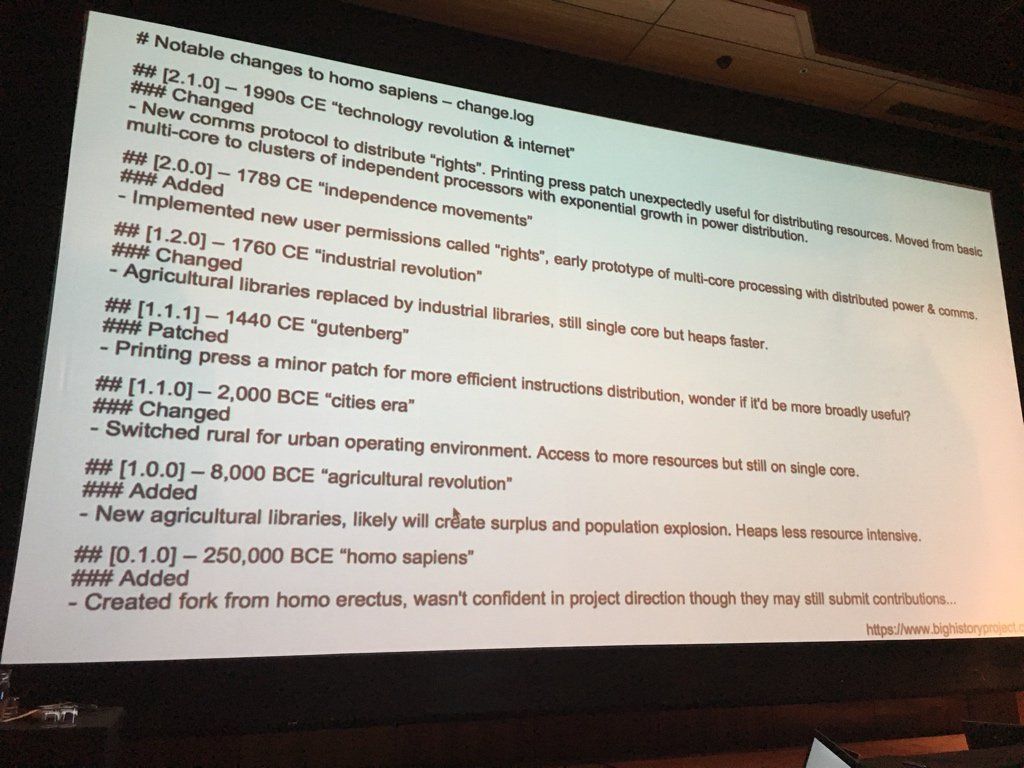 # Notable changes to homo sapiens – change.log
## [2.1.0] – 1990s CE “technology revolution & internet”
### Changed
- New comms protocol to distribute "rights". Printing press patch unexpectedly useful for distributing resources. Moved from basic
multi-core to clusters of independent processors with exponential growth in power distribution.
## [2.0.0] – 1789 CE “independence movements”
### Added
- Implemented new user permissions called "rights", early prototype of multi-core processing with distributed power & comms.
## [1.2.0] – 1760 CE “industrial revolution”
### Changed
- Agricultural libraries replaced by industrial libraries, still single core but heaps faster.
## [1.1.1] – 1440 CE “gutenberg”
### Patched
- Printing press a minor patch for more efficient instructions distribution, wonder if it'd be more broadly useful?
## [1.1.0] – 2,000 BCE “cities era”
### Changed
- Switched rural for urban operating environment. Access to more resources but still on single core.
## [1.0.0] – 8,000 BCE “agricultural revolution”
### Added
- New agricultural libraries, likely will create surplus and population explosion. Heaps less resource intensive.
## [0.1.0] – 250,000 BCE “homo sapiens”
### Added
- Created fork from homo erectus, wasn't confident in project direction though they may still submit contributions...
https://www.bighistoryproject.c